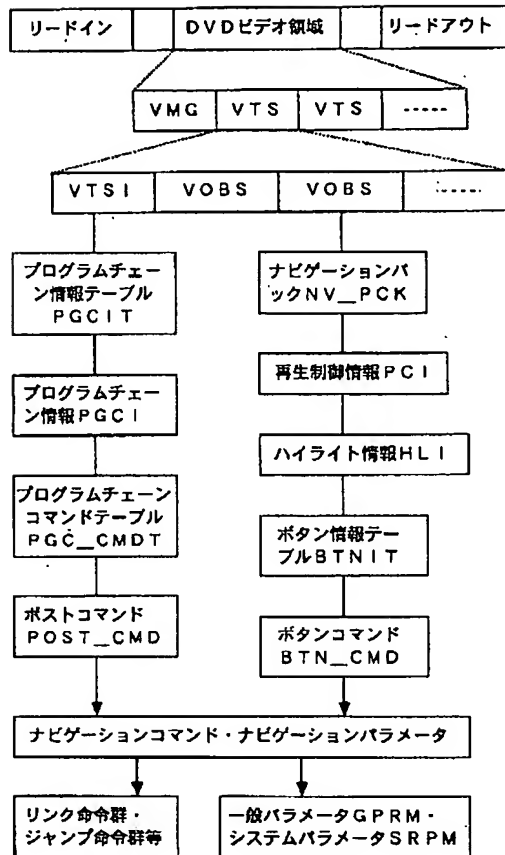 リードイン DVDビデオ領域 リードアウト
VMG VTS VTS -----
VTSI VOBS VOBS -----
プログラムチェー
ン情報テーブル
PGCIT
ナビゲーションパ
ックNV__PCK
プログラムチェー
ン情報PGCI
再生制御情報PCI
プログラムチェーン
コマンドテーブル
PGC__CMDT
ハイライト情報HLI
ボタン情報テー
ブルBTNIT
ポストコマンド
POST__CMD
ボタンコマンド
BTN__CMD
ナビゲーションコマンド・ナビゲーションパラメータ
リンク命令群・
ジャンプ命令群等
一般パラメータGPRM・
システムパラメータSRPM